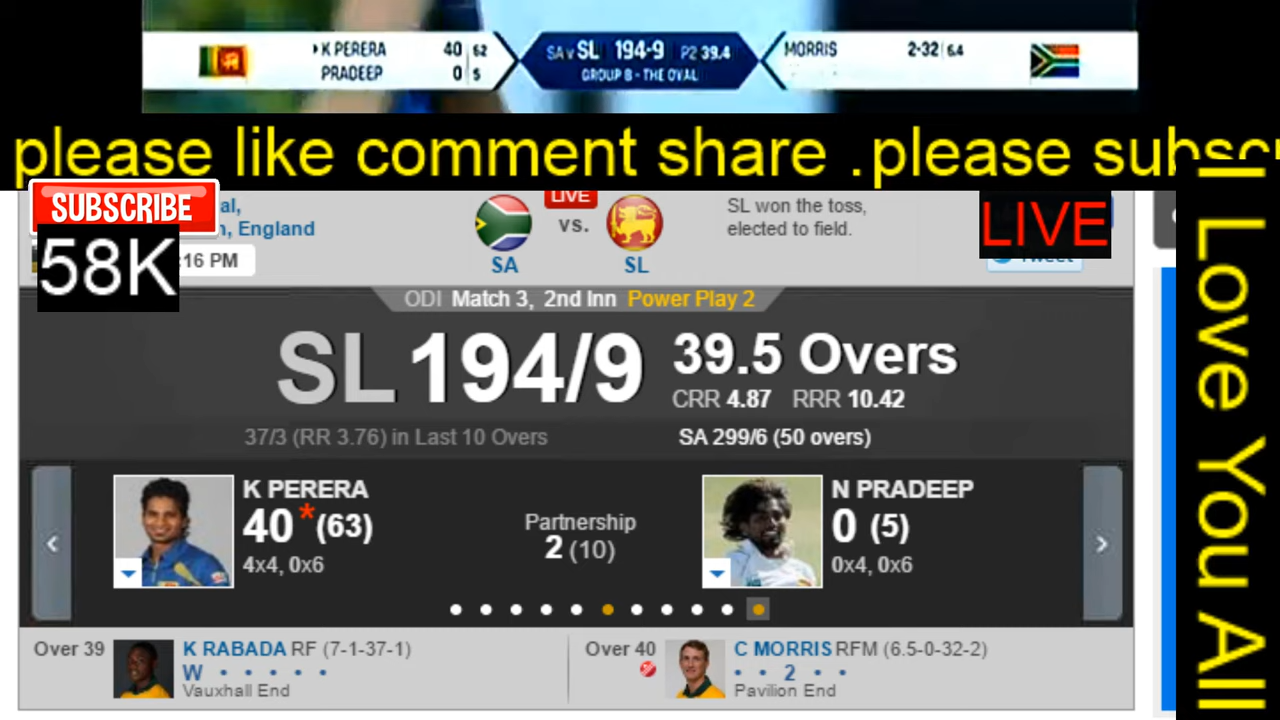 K PERERA 40 62
PRADEEP 0 5
SA v SL 194-9 P2 39.4
GROUP B - THE OVAL
MORRIS 2-32 6.4
please like comment share .please subscr
SUBSCRIBE
58K
al,
n, England
:16 PM
LIVE
vs.
SA
SL
SL won the toss,
elected to field.
LIVE
Tweet
ODI Match 3, 2nd Inn Power Play 2
SL 194/9
39.5 Overs
CRR 4.87 RRR 10.42
37/3 (RR 3.76) in Last 10 Overs
SA 299/6 (50 overs)
K PERERA
40*(63)
4x4, 0x6
Partnership
2 (10)
N PRADEEP
0 (5)
0x4, 0x6
Over 39
K RABADA RF (7-1-37-1)
W • • • • •
Vauxhall End
Over 40
C MORRIS RFM (6.5-0-32-2)
• • 2 • •
Pavilion End
I Love You All